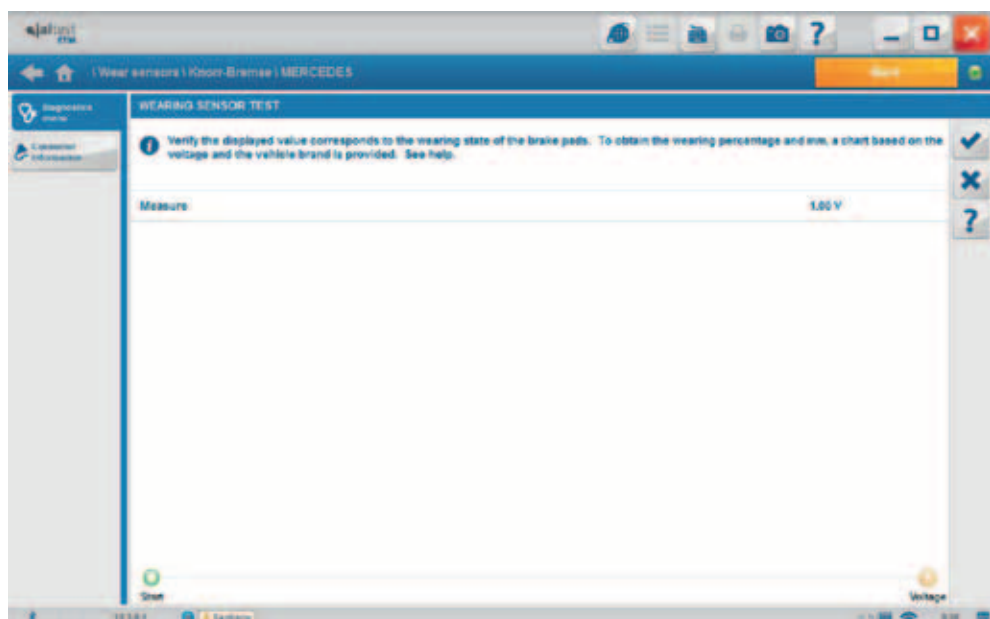 \ Wear sensors \ Knorr-Bremse \ MERCEDES
Diagnostics
WEARING SENSOR TEST
Verify the displayed value corresponds to the wearing state of the brake pads. To obtain the wearing percentage and mm, a chart based on the
voltage and the vehicle brand is provided. See help.
information
Measure 1.00 V
Start
Voltage